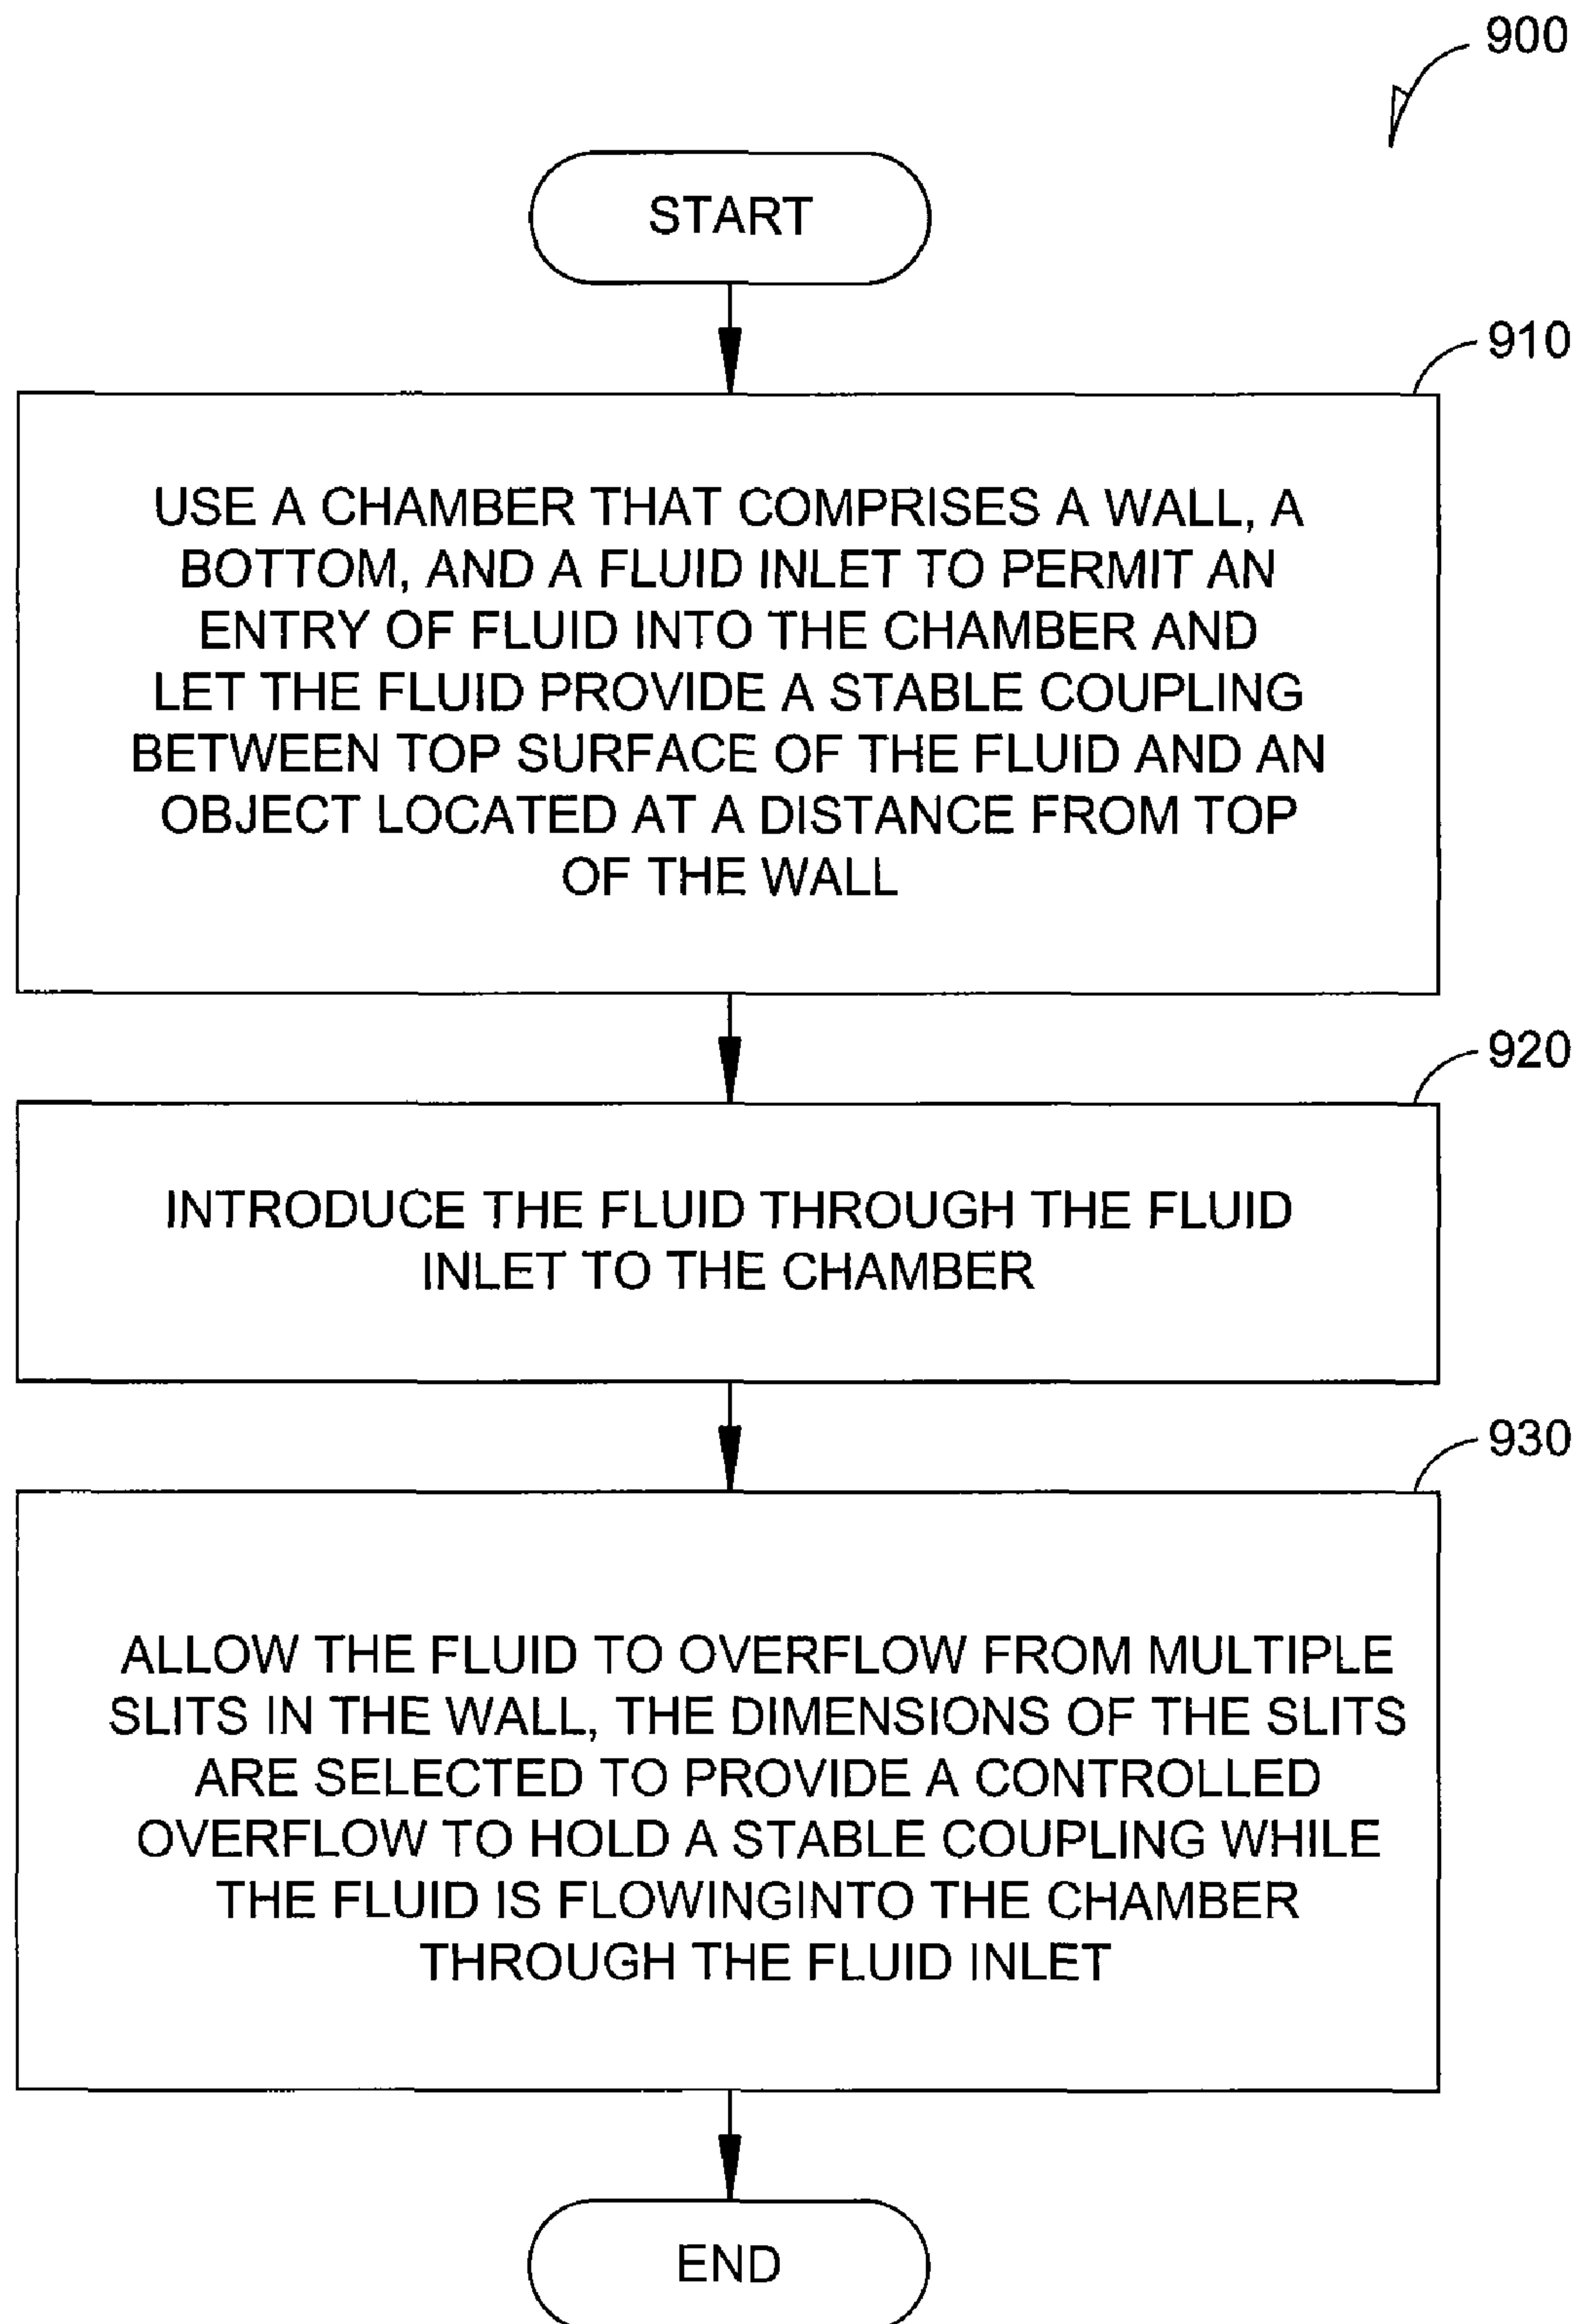 900
START
910
USE A CHAMBER THAT COMPRISES A WALL, A
BOTTOM, AND A FLUID INLET TO PERMIT AN
ENTRY OF FLUID INTO THE CHAMBER AND
LET THE FLUID PROVIDE A STABLE COUPLING
BETWEEN TOP SURFACE OF THE FLUID AND AN
OBJECT LOCATED AT A DISTANCE FROM TOP
OF THE WALL
920
INTRODUCE THE FLUID THROUGH THE FLUID
INLET TO THE CHAMBER
930
ALLOW THE FLUID TO OVERFLOW FROM MULTIPLE
SLITS IN THE WALL, THE DIMENSIONS OF THE SLITS
ARE SELECTED TO PROVIDE A CONTROLLED
OVERFLOW TO HOLD A STABLE COUPLING WHILE
THE FLUID IS FLOWINGINTO THE CHAMBER
THROUGH THE FLUID INLET
END